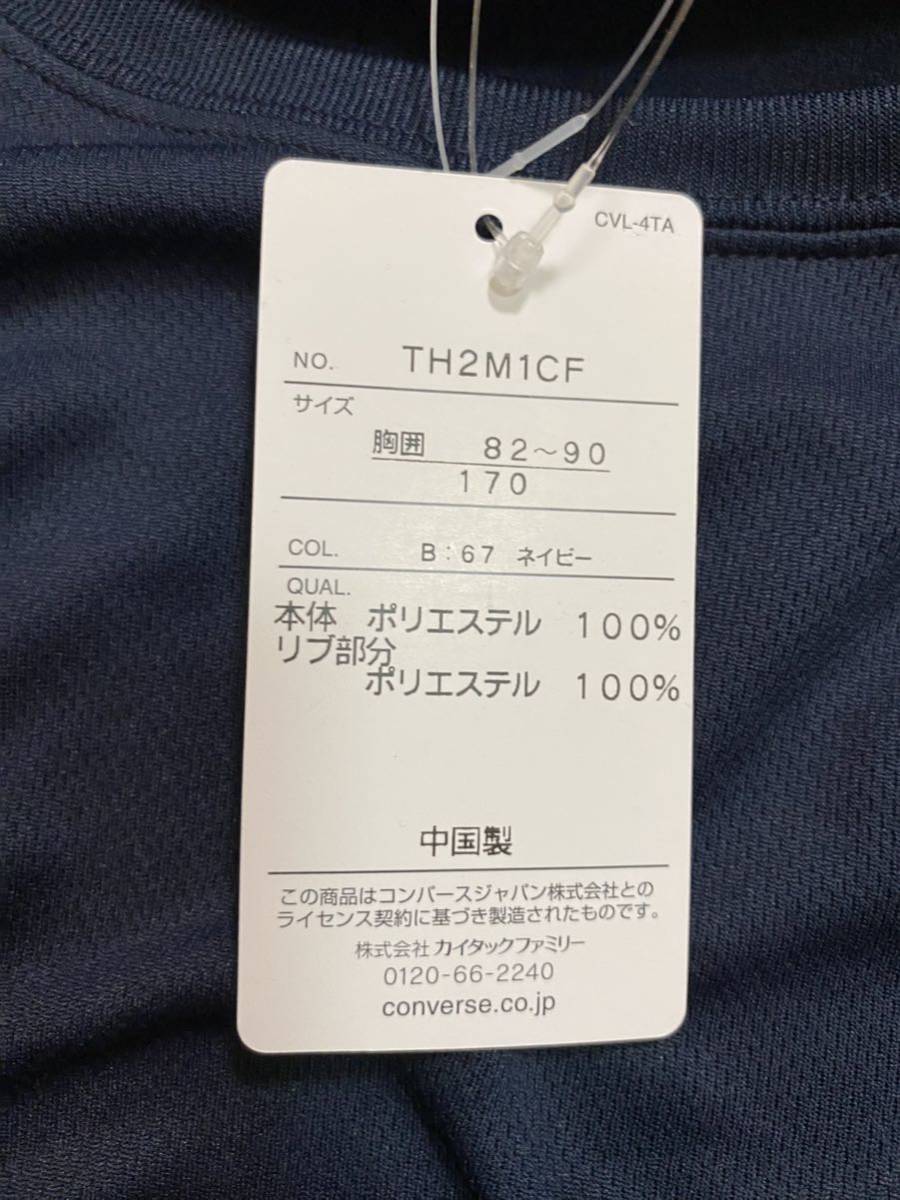 CVL-4TA
NO. TH2M1CF
サイズ
胸囲 82～90
170
COL. B:67 ネイビー
QUAL.
本体 ポリエステル 100%
リブ部分
ポリエステル 100%
中国製
この商品はコンバースジャパン株式会社との
ライセンス契約に基づき製造されたものです。
株式会社 カイタックファミリー
0120-66-2240
converse.co.jp